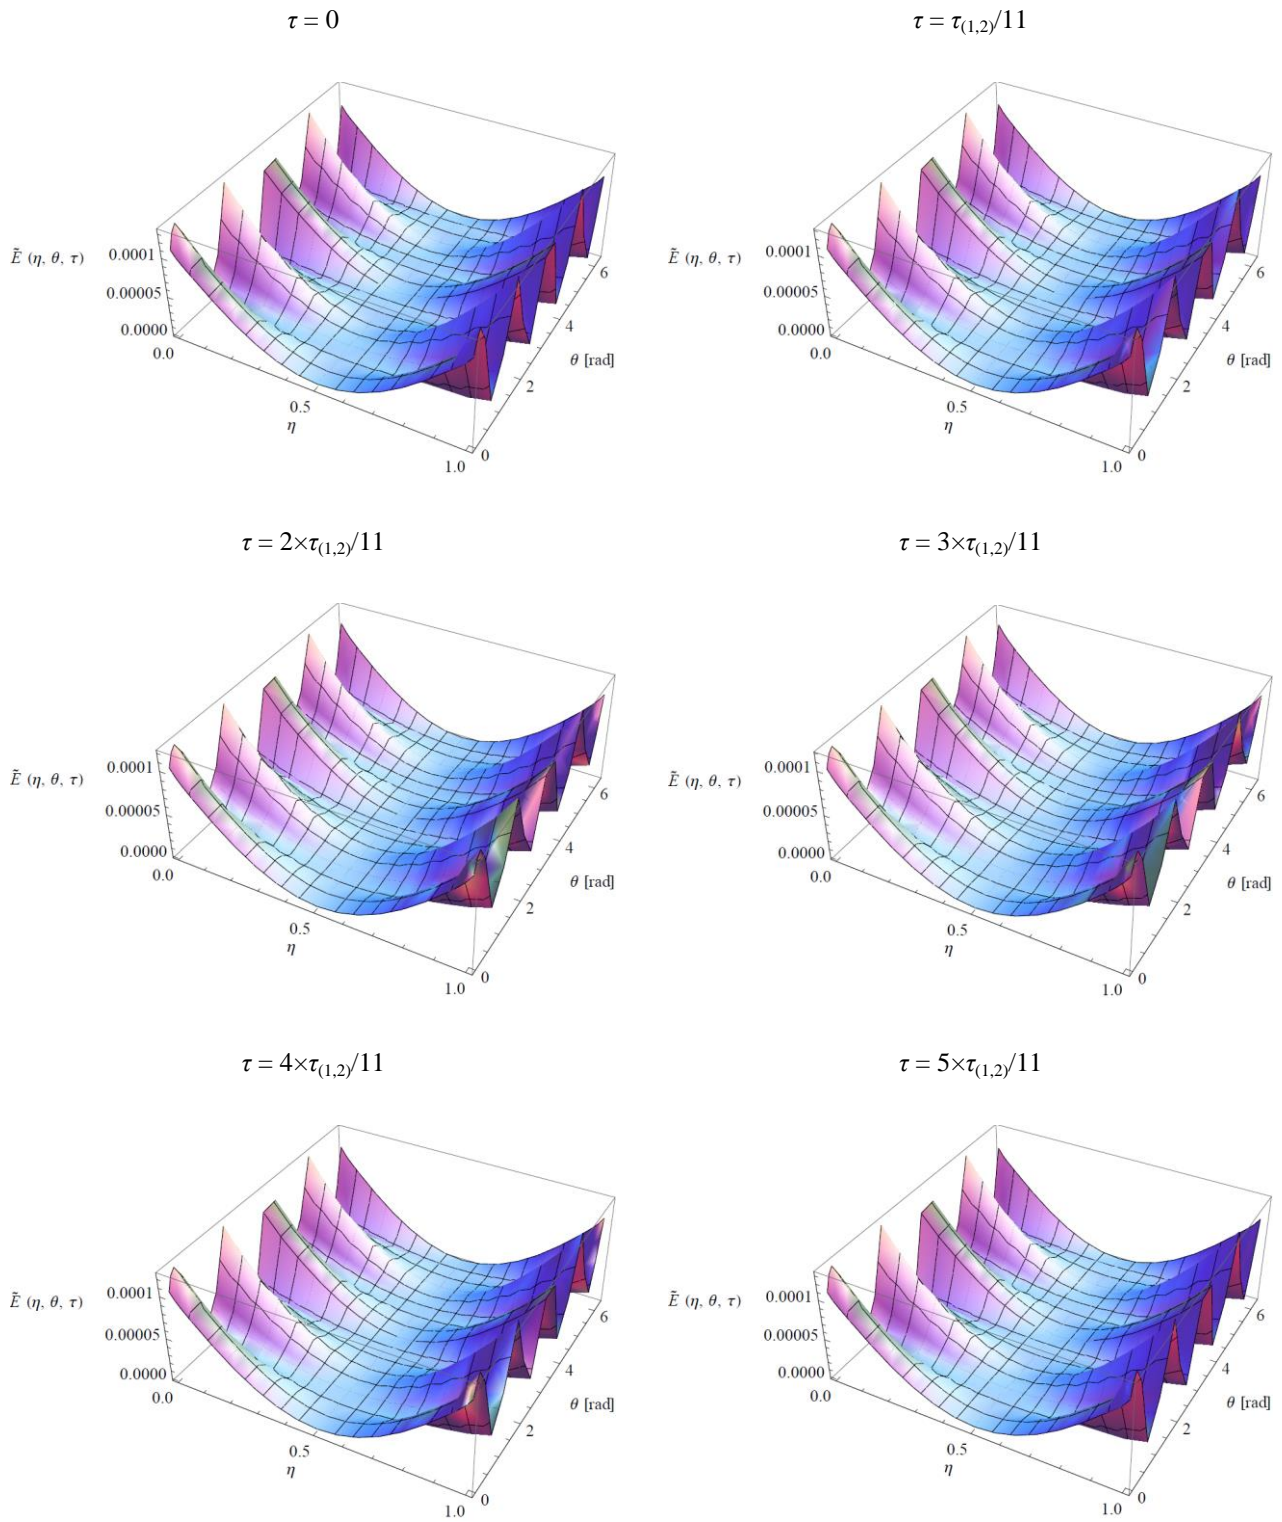 τ = 0
τ = τ(1,2)/11
Ẽ (η, θ, τ)
0.0001
0.00005
0.0000
0.0
0.5
η
1.0
0
2
4
6
θ [rad]
Ẽ (η, θ, τ)
0.0001
0.00005
0.0000
0.0
0.5
η
1.0
0
2
4
6
θ [rad]
τ = 2×τ(1,2)/11
τ = 3×τ(1,2)/11
Ẽ (η, θ, τ)
0.0001
0.00005
0.0000
0.0
0.5
η
1.0
0
2
4
6
θ [rad]
Ẽ (η, θ, τ)
0.0001
0.00005
0.0000
0.0
0.5
η
1.0
0
2
4
6
θ [rad]
τ = 4×τ(1,2)/11
τ = 5×τ(1,2)/11
Ẽ (η, θ, τ)
0.0001
0.00005
0.0000
0.0
0.5
η
1.0
0
2
4
6
θ [rad]
Ẽ (η, θ, τ)
0.0001
0.00005
0.0000
0.0
0.5
η
1.0
0
2
4
6
θ [rad]